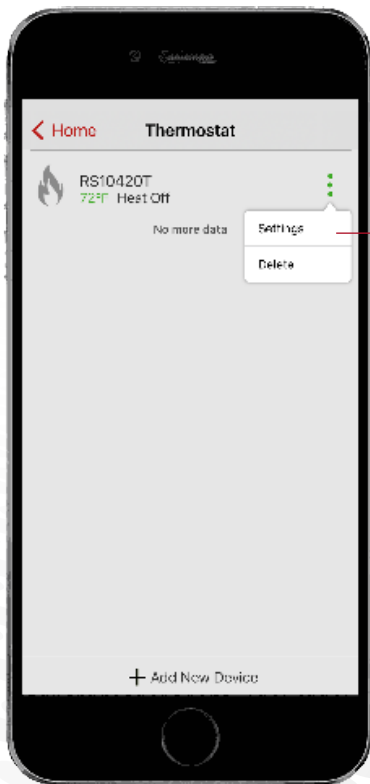 Home Thermostat
RS10420T
72°F Heat Off
No more data
Settings
Delete
+ Add New Device